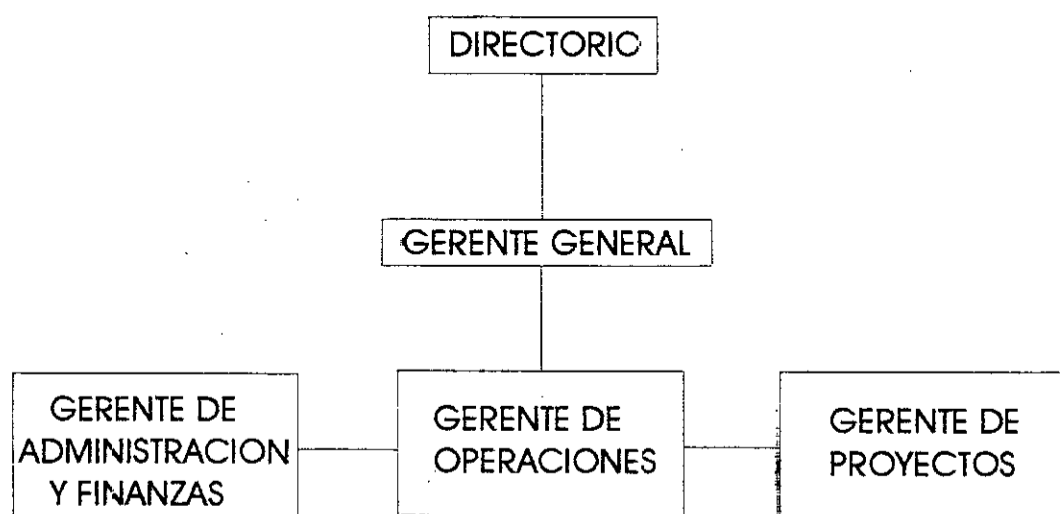 DIRECTORIO
GERENTE GENERAL
GERENTE DE
ADMINISTRACION
Y FINANZAS
GERENTE DE
OPERACIONES
GERENTE DE
PROYECTOS